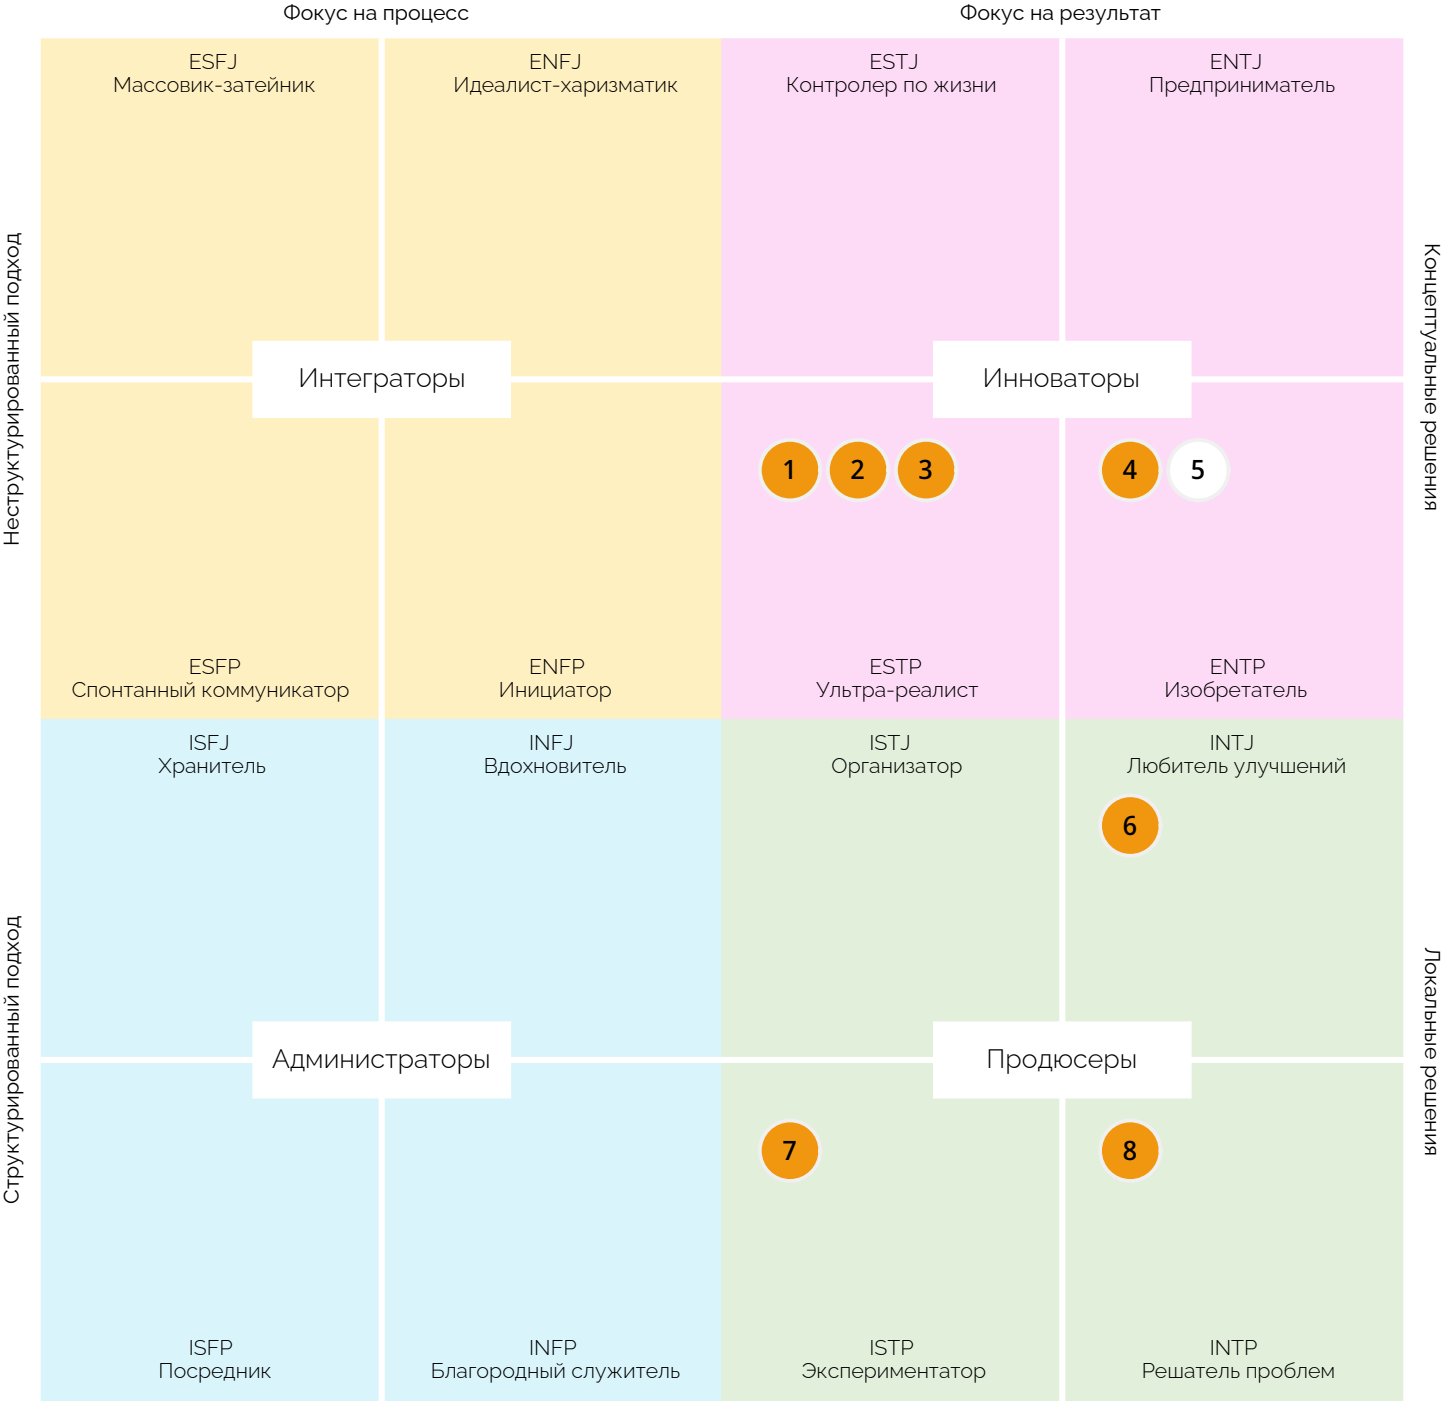 Фокус на процесс
Фокус на результат
ESFJ
Массовик-затейник
ENFJ
Идеалист-харизматик
ESTJ
Контролер по жизни
ENTJ
Предприниматель
Неструктурированный подход
Концептуальные решения
Интеграторы
Инноваторы
1
2
3
4
5
ESFP
Спонтанный коммуникатор
ENFP
Инициатор
ESTP
Ультра-реалист
ENTP
Изобретатель
ISFJ
Хранитель
INFJ
Вдохновитель
ISTJ
Организатор
INTJ
Любитель улучшений
6
Структурированный подход
Локальные решения
Администраторы
Продюсеры
7
8
ISFP
Посредник
INFP
Благородный служитель
ISTP
Экспериментатор
INTP
Решатель проблем